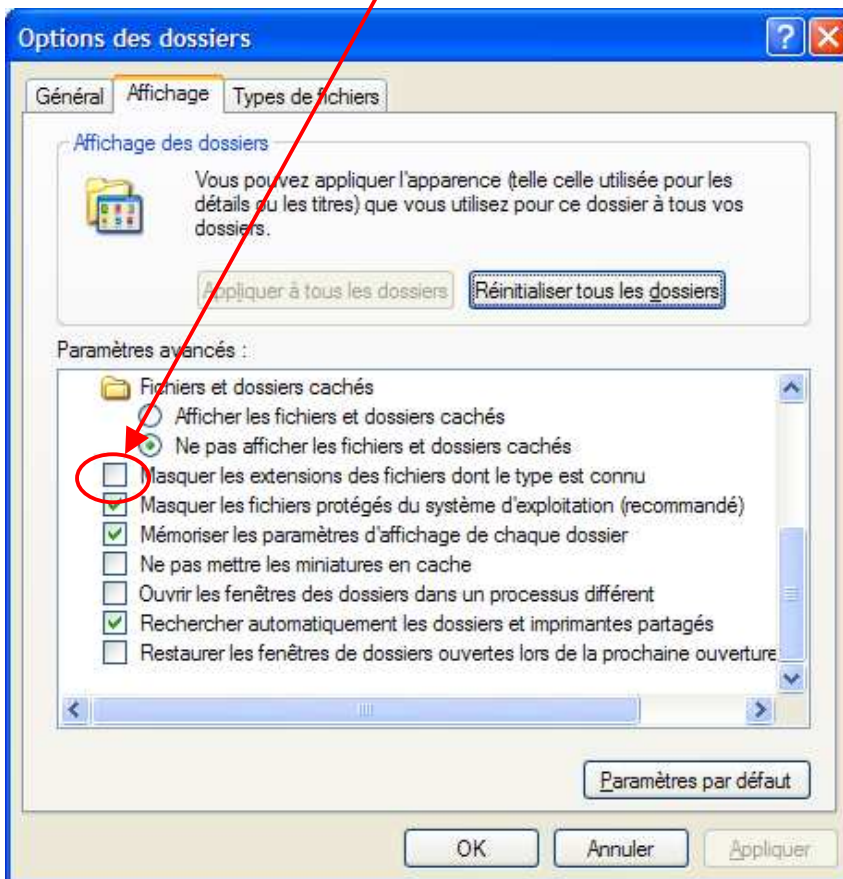 Options des dossiers
Général Affichage Types de fichiers
Affichage des dossiers
Vous pouvez appliquer l'apparence (telle celle utilisée pour les
détails ou les titres) que vous utilisez pour ce dossier à tous vos
dossiers.
Appliquer à tous les dossiers Réinitialiser tous les dossiers
Paramètres avancés :
Fichiers et dossiers cachés
Afficher les fichiers et dossiers cachés
Ne pas afficher les fichiers et dossiers cachés
Masquer les extensions des fichiers dont le type est connu
Masquer les fichiers protégés du système d'exploitation (recommandé)
Mémoriser les paramètres d'affichage de chaque dossier
Ne pas mettre les miniatures en cache
Ouvrir les fenêtres des dossiers dans un processus différent
Rechercher automatiquement les dossiers et imprimantes partagés
Restaurer les fenêtres de dossiers ouvertes lors de la prochaine ouverture
Paramètres par défaut
OK Annuler Appliquer